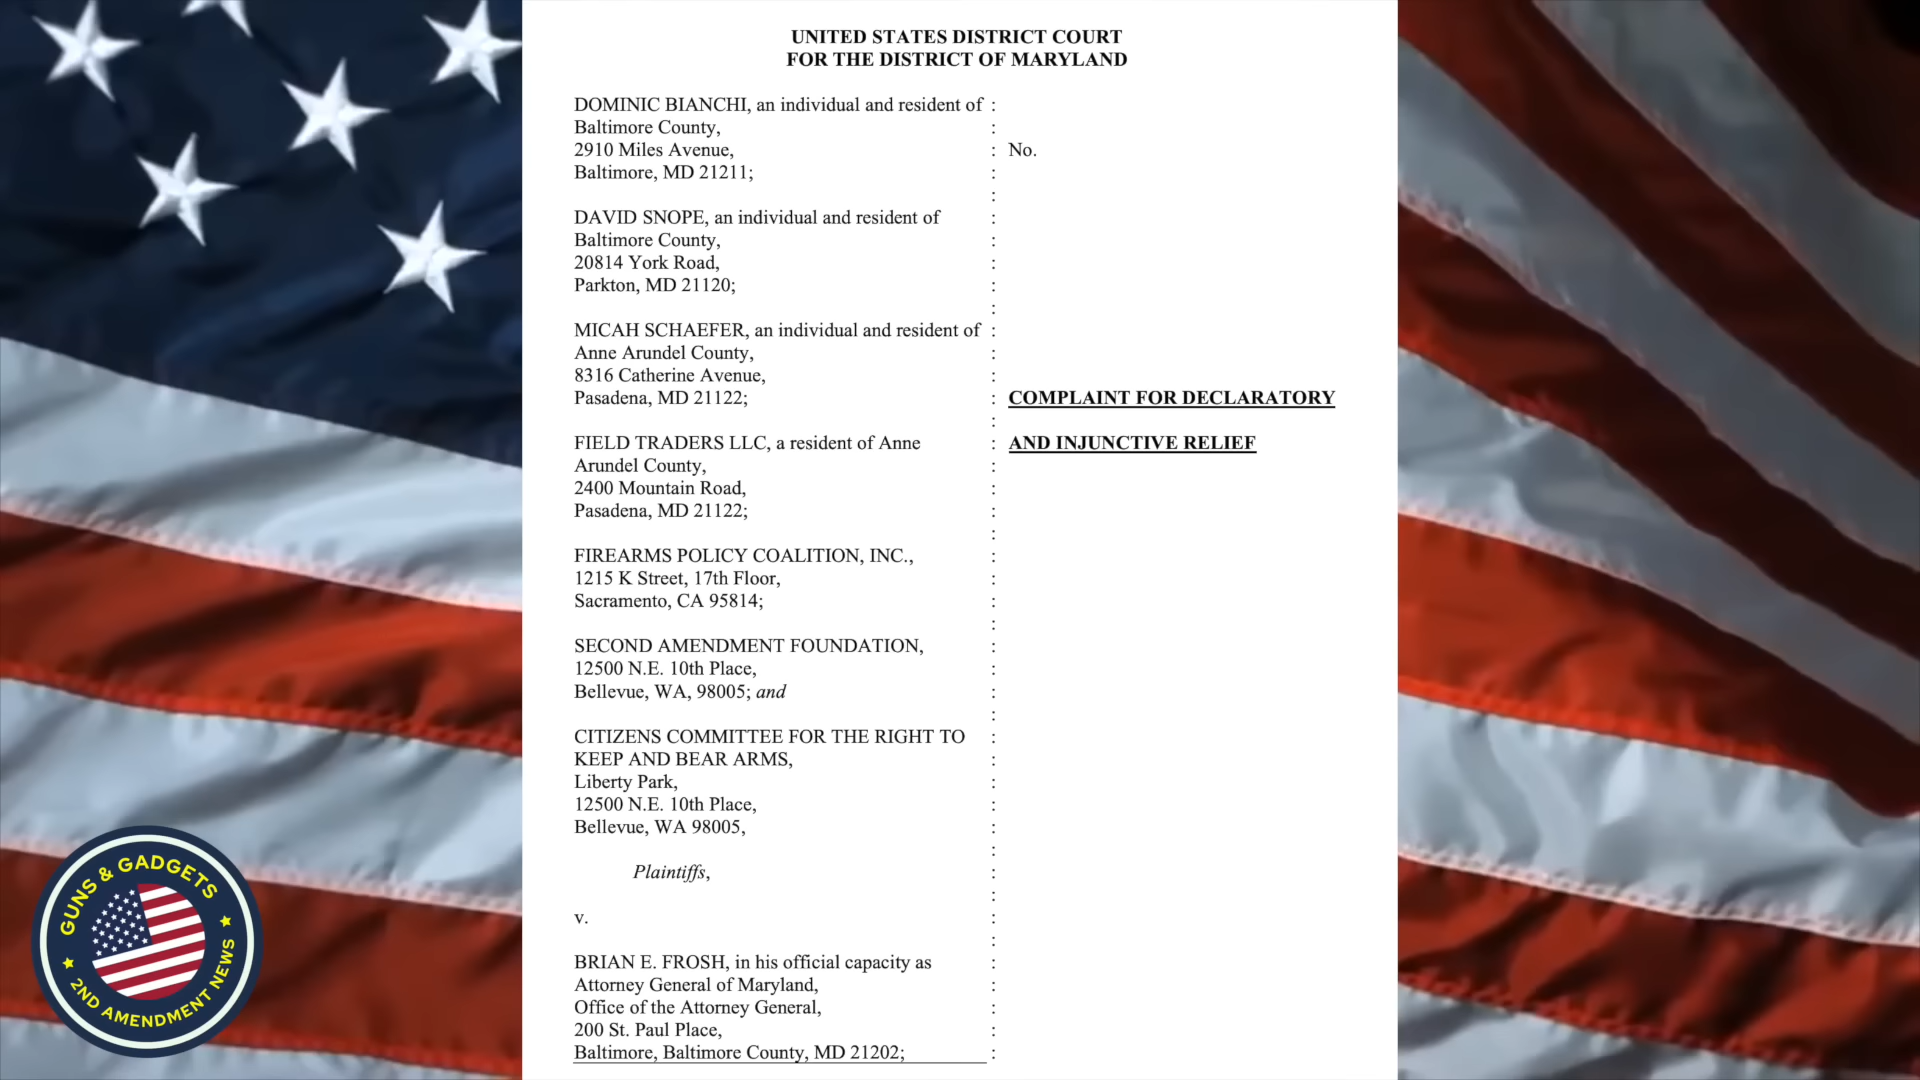 UNITED STATES DISTRICT COURT
FOR THE DISTRICT OF MARYLAND
DOMINIC BIANCHI, an individual and resident of :
Baltimore County, :
2910 Miles Avenue, : No.
Baltimore, MD 21211; :
:
DAVID SNOPE, an individual and resident of :
Baltimore County, :
20814 York Road, :
Parkton, MD 21120; :
:
MICAH SCHAEFER, an individual and resident of :
Anne Arundel County, :
8316 Catherine Avenue, :
Pasadena, MD 21122; : COMPLAINT FOR DECLARATORY
:
FIELD TRADERS LLC, a resident of Anne : AND INJUNCTIVE RELIEF
Arundel County, :
2400 Mountain Road, :
Pasadena, MD 21122; :
:
FIREARMS POLICY COALITION, INC., :
1215 K Street, 17th Floor, :
Sacramento, CA 95814; :
:
SECOND AMENDMENT FOUNDATION, :
12500 N.E. 10th Place, :
Bellevue, WA, 98005; and :
:
CITIZENS COMMITTEE FOR THE RIGHT TO :
KEEP AND BEAR ARMS, :
Liberty Park, :
12500 N.E. 10th Place, :
Bellevue, WA 98005, :
:
Plaintiffs, :
:
v. :
:
BRIAN E. FROSH, in his official capacity as :
Attorney General of Maryland, :
Office of the Attorney General, :
200 St. Paul Place, :
Baltimore, Baltimore County, MD 21202; :
GUNS & GADGETS
2ND AMENDMENT NEWS